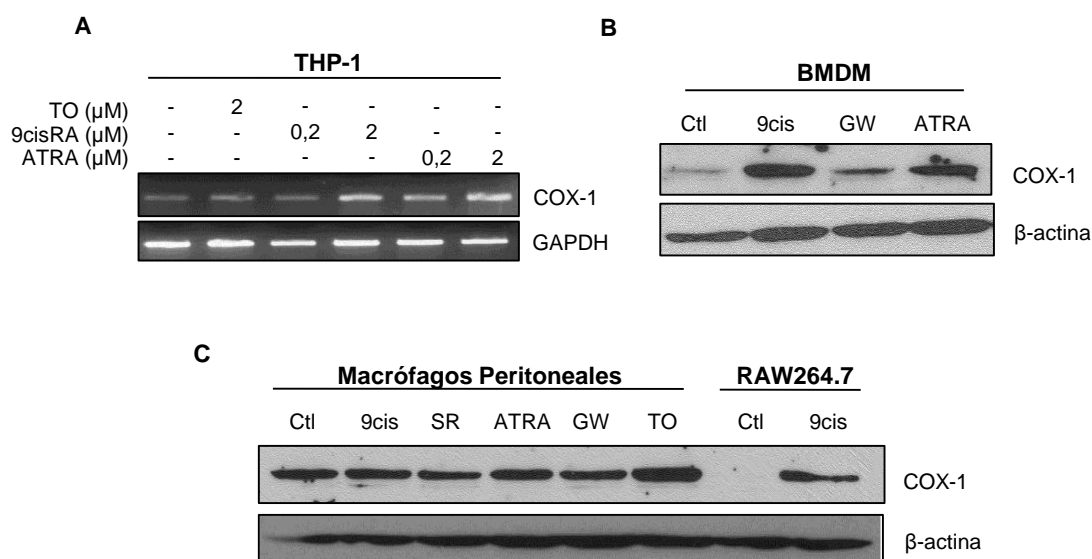 A
THP-1
TO (µM) - 2 - - - -
9cisRA (µM) - - 0,2 2 - -
ATRA (µM) - - - - 0,2 2
COX-1
GAPDH
B
BMDM
Ctl 9cis GW ATRA
COX-1
β-actina
C
Macrófagos Peritoneales RAW264.7
Ctl 9cis SR ATRA GW TO Ctl 9cis
COX-1
β-actina